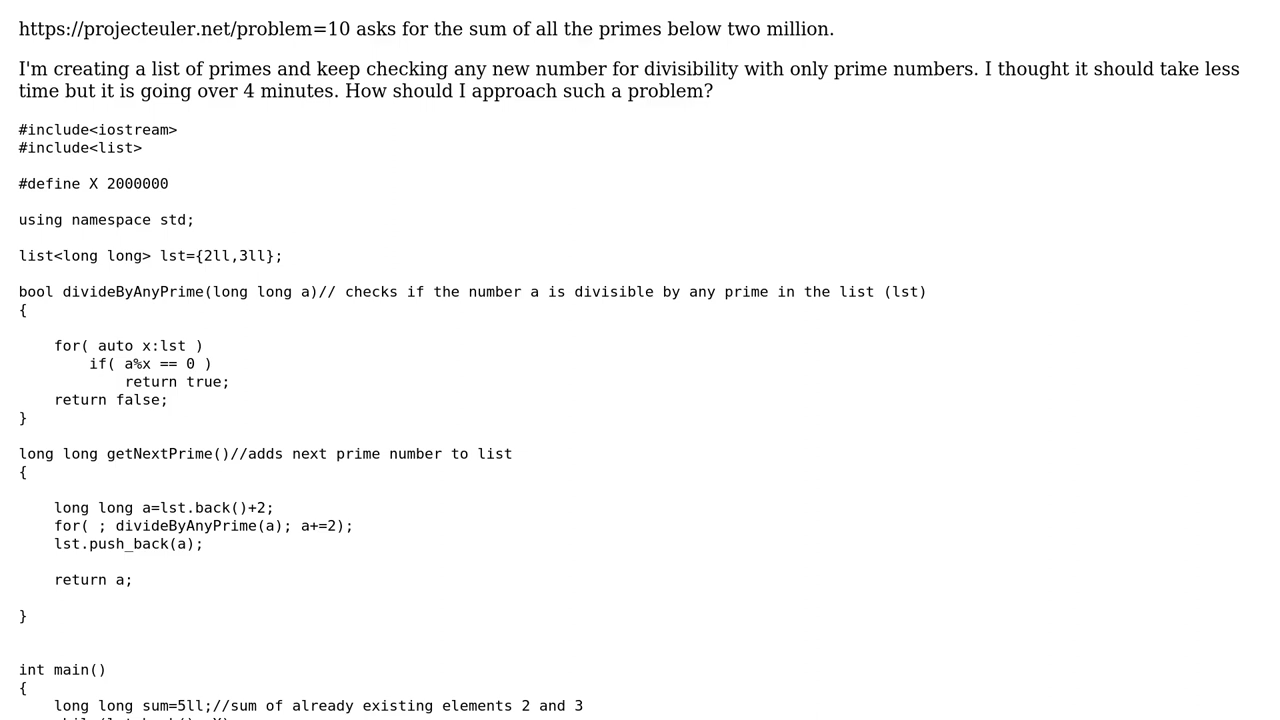 https://projecteuler.net/problem=10 asks for the sum of all the primes below two million.
I'm creating a list of primes and keep checking any new number for divisibility with only prime numbers. I thought it should take less
time but it is going over 4 minutes. How should I approach such a problem?
#include<iostream>
#include<list>
#define X 2000000
using namespace std;
list<long long> lst={2ll,3ll};
bool divideByAnyPrime(long long a)// checks if the number a is divisible by any prime in the list (lst)
{
    for( auto x:lst )
        if( a%x == 0 )
            return true;
    return false;
}
long long getNextPrime()//adds next prime number to list
{
    long long a=lst.back()+2;
    for( ; divideByAnyPrime(a); a+=2);
    lst.push_back(a);
    return a;
}
int main()
{
    long long sum=5ll;//sum of already existing elements 2 and 3